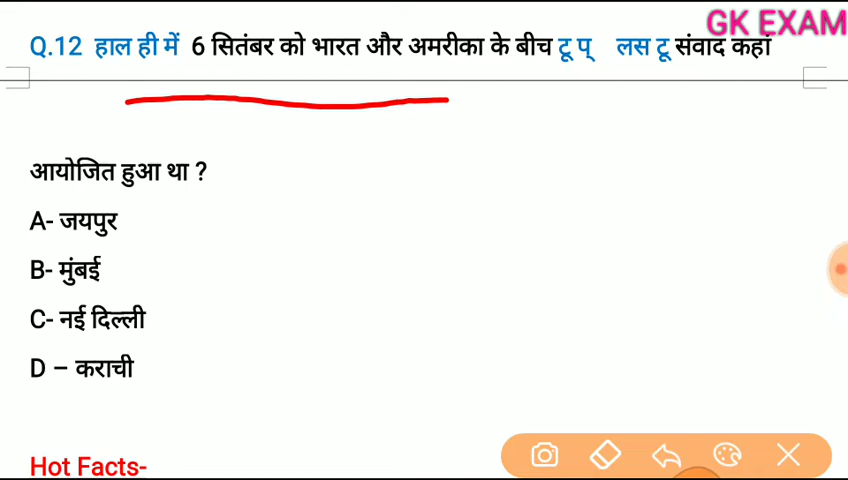 GK EXAM
Q.12 हाल ही में 6 सितंबर को भारत और अमरीका के बीच टू प् लस टू संवाद कहां
आयोजित हुआ था ?
A- जयपुर
B- मुंबई
C- नई दिल्ली
D – कराची
Hot Facts-